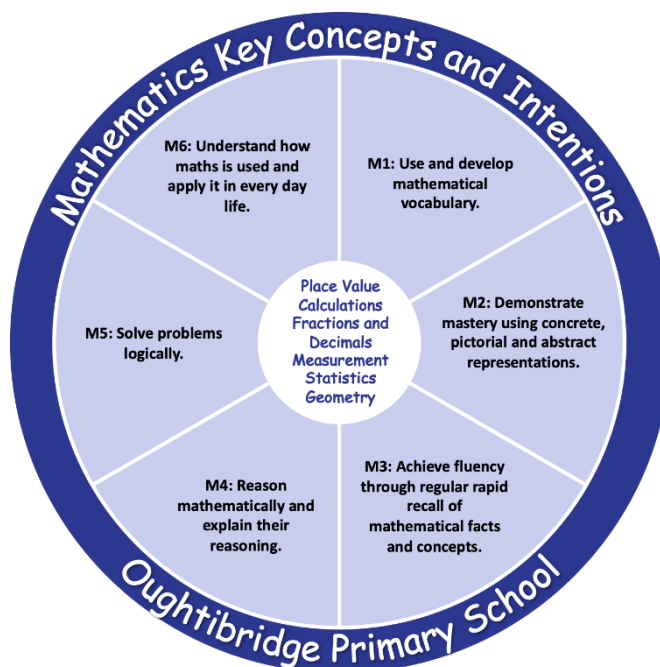 Mathematics Key Concepts and Intentions
M1: Use and develop
mathematical
vocabulary.
M2: Demonstrate
mastery using concrete,
pictorial and abstract
representations.
M3: Achieve fluency
through regular rapid
recall of
mathematical facts
and concepts.
M4: Reason
mathematically and
explain their
reasoning.
M5: Solve problems
logically.
M6: Understand how
maths is used and
apply it in every day
life.
Place Value
Calculations
Fractions and
Decimals
Measurement
Statistics
Geometry
Oughtibridge Primary School